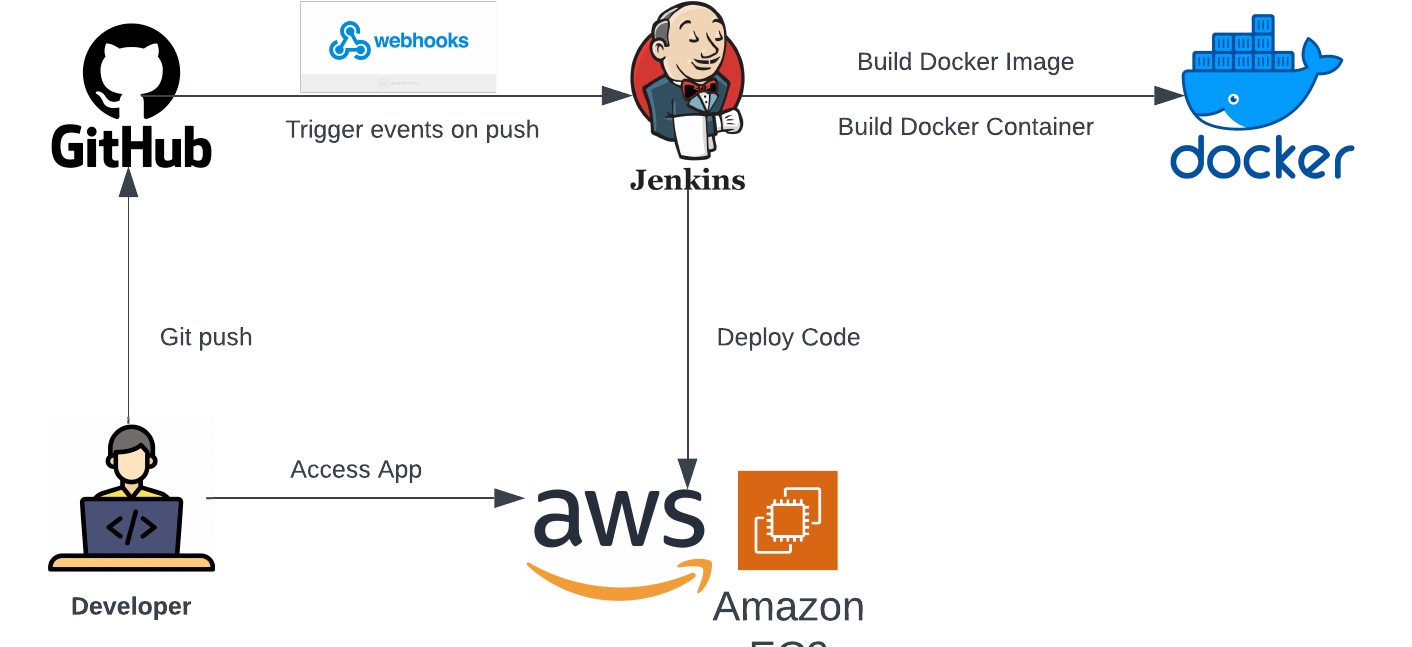 webhooks
Build Docker Image
GitHub
Trigger events on push
Build Docker Container
docker
Jenkins
Git push
Deploy Code
Access App
aws
</>
Developer
Amazon